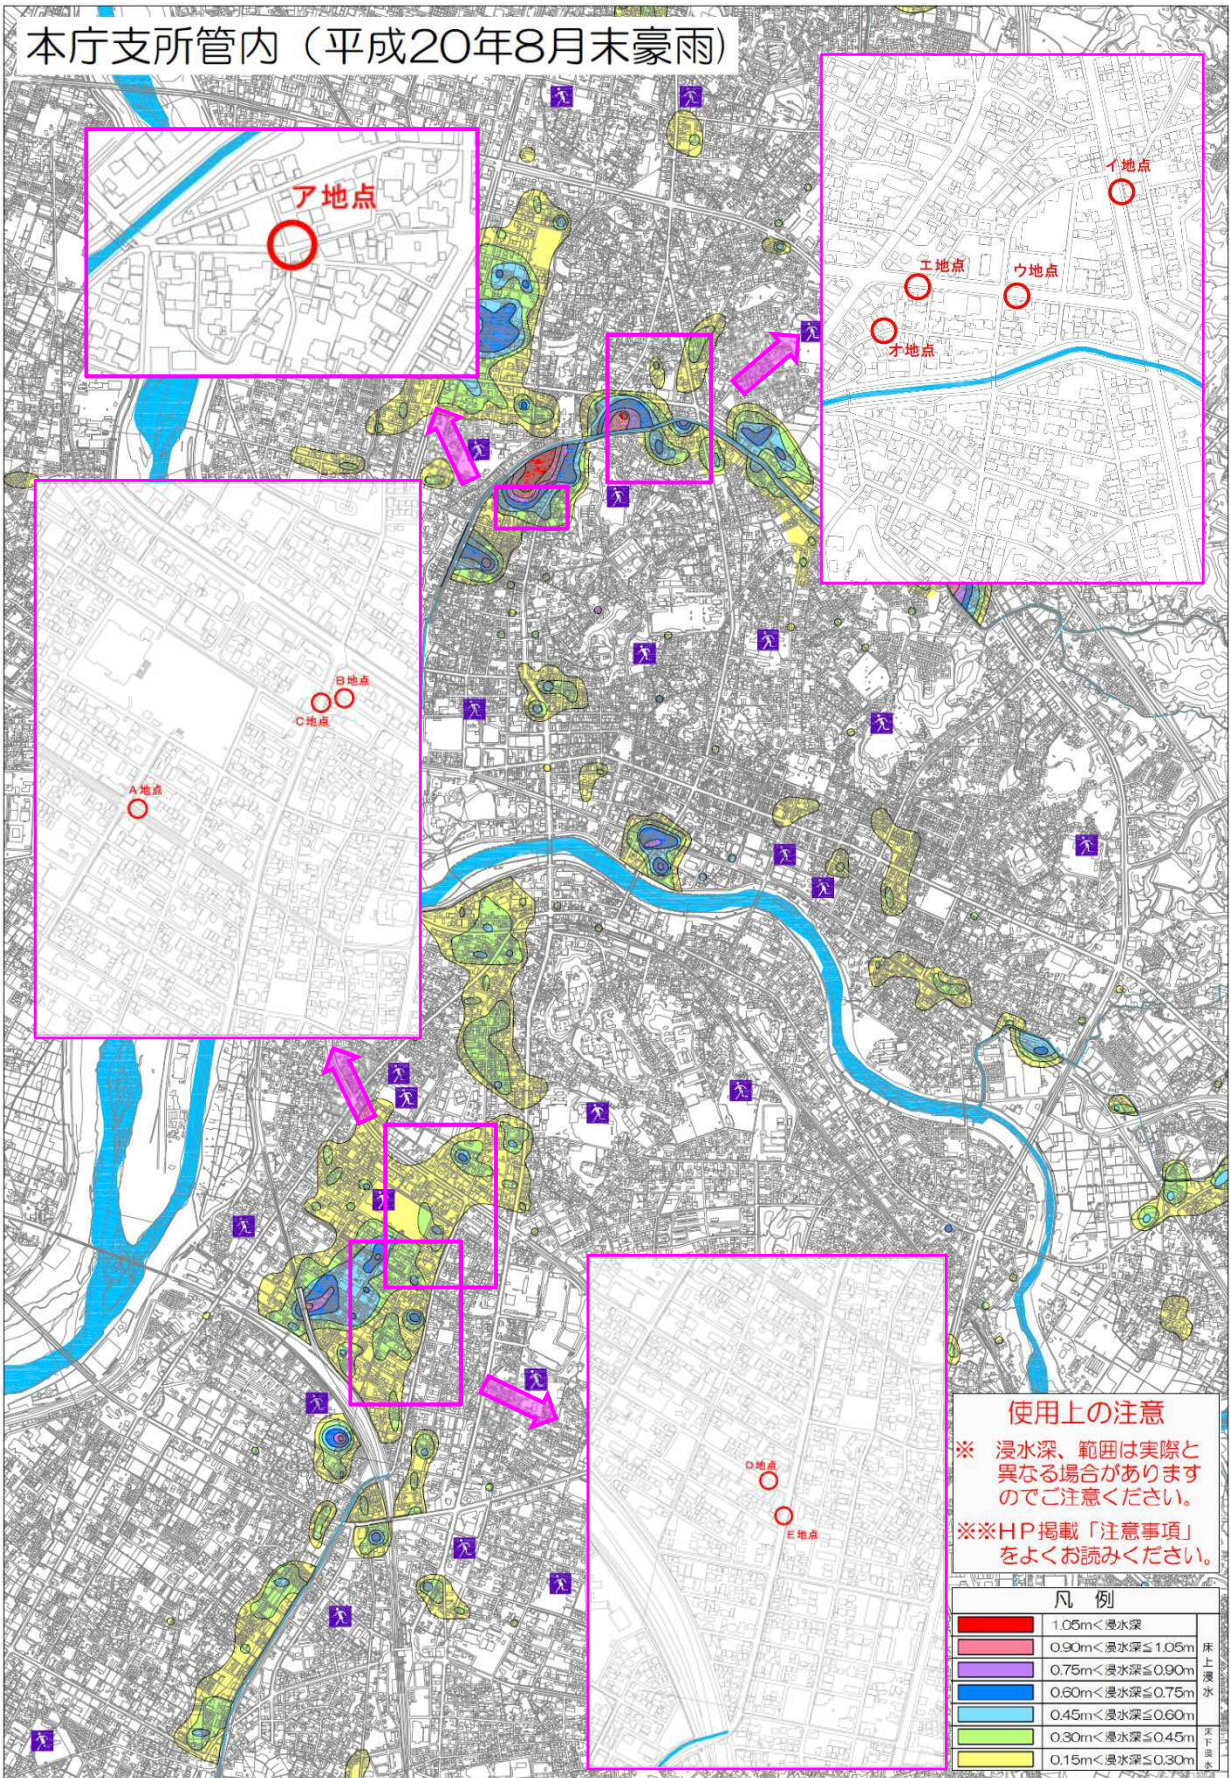 本庁支所管内（平成20年8月末豪雨)
ア地点
イ地点
エ地点
ウ地点
オ地点
B地点
C地点
A地点
D地点
E地点
使用上の注意
※ 浸水深、範囲は実際と
異なる場合があります
のでご注意ください。
※※HP掲載「注意事項」
をよくお読みください。
凡 例
1.05m<浸水深
0.90m<浸水深≦1.05m
0.75m<浸水深≦0.90m
0.60m<浸水深≦0.75m
0.45m<浸水深≦0.60m
0.30m<浸水深≦0.45m
0.15m<浸水深≦0.30m
床上浸水
床下浸水